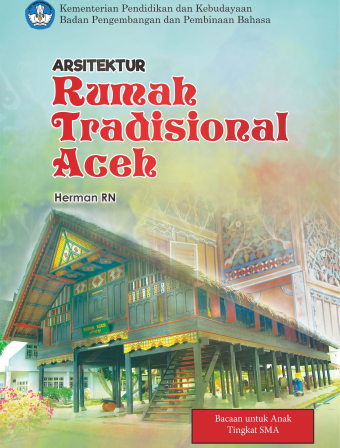 Kementerian Pendidikan dan Kebudayaan
Badan Pengembangan dan Pembinaan Bahasa
ARSITEKTUR
Rumah
Tradisional
Aceh
Herman RN
Bacaan untuk Anak
Tingkat SMA